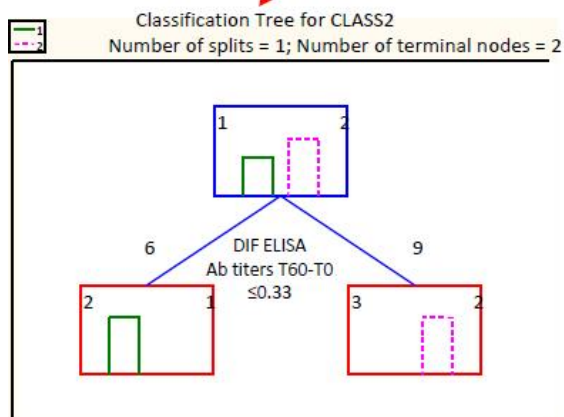 1
2
Classification Tree for CLASS2
Number of splits = 1; Number of terminal nodes = 2
1 2
6 DIF ELISA 9
Ab titers T60-T0
≤0.33
2 1 3 2